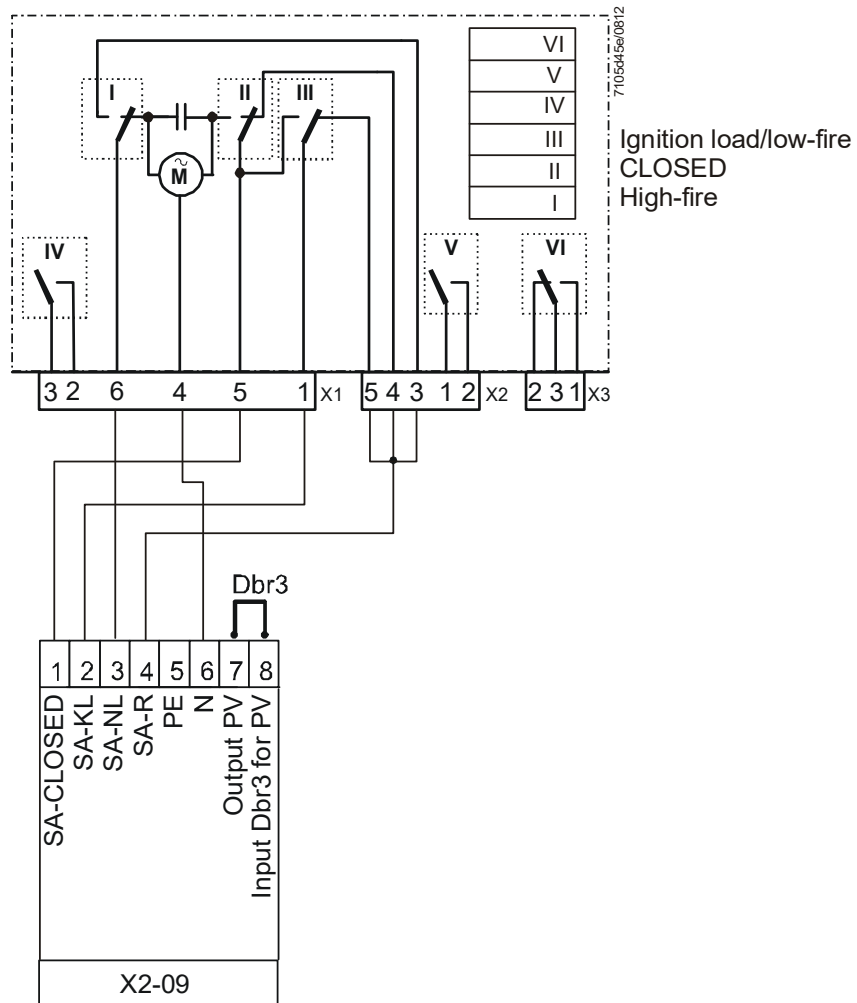 7105d45e/0812
VI
V
IV
III
II
I
Ignition load/low-fire
CLOSED
High-fire
I
II
III
~
M
IV
V
VI
3 2 6 4 5 1 X1
5 4 3 1 2 X2
2 3 1 X3
Dbr3
1 2 3 4 5 6 7 8
SA-CLOSED
SA-KL
SA-NL
SA-R
PE
N
Output PV
Input Dbr3 for PV
X2-09